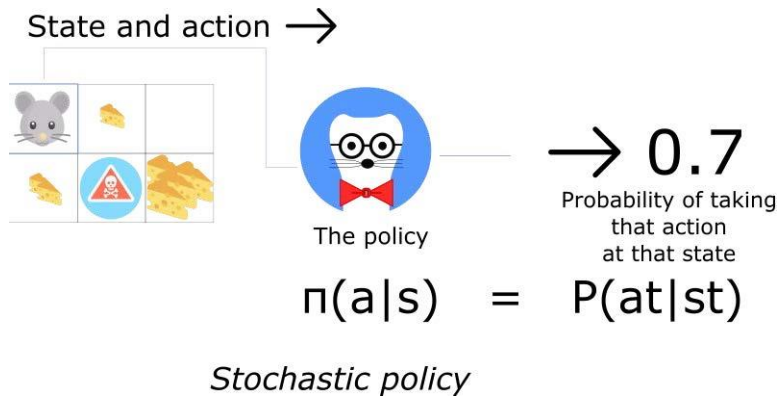 State and action →
→ 0.7
The policy
Probability of taking
that action
at that state
π(a|s) = P(at|st)
Stochastic policy